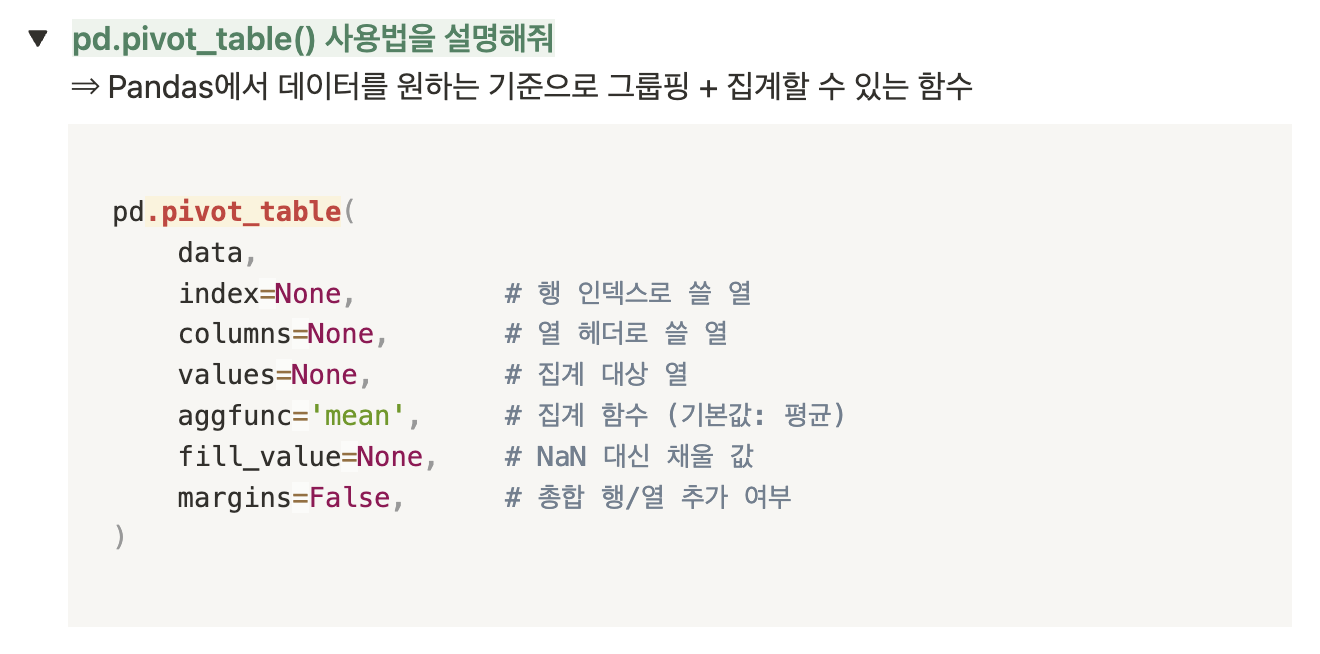 ▼ pd.pivot_table() 사용법을 설명해줘
⇒ Pandas에서 데이터를 원하는 기준으로 그룹핑 + 집계할 수 있는 함수
pd.pivot_table(
    data,
    index=None,         # 행 인덱스로 쓸 열
    columns=None,       # 열 헤더로 쓸 열
    values=None,        # 집계 대상 열
    aggfunc='mean',     # 집계 함수 (기본값: 평균)
    fill_value=None,    # NaN 대신 채울 값
    margins=False,      # 총합 행/열 추가 여부
)